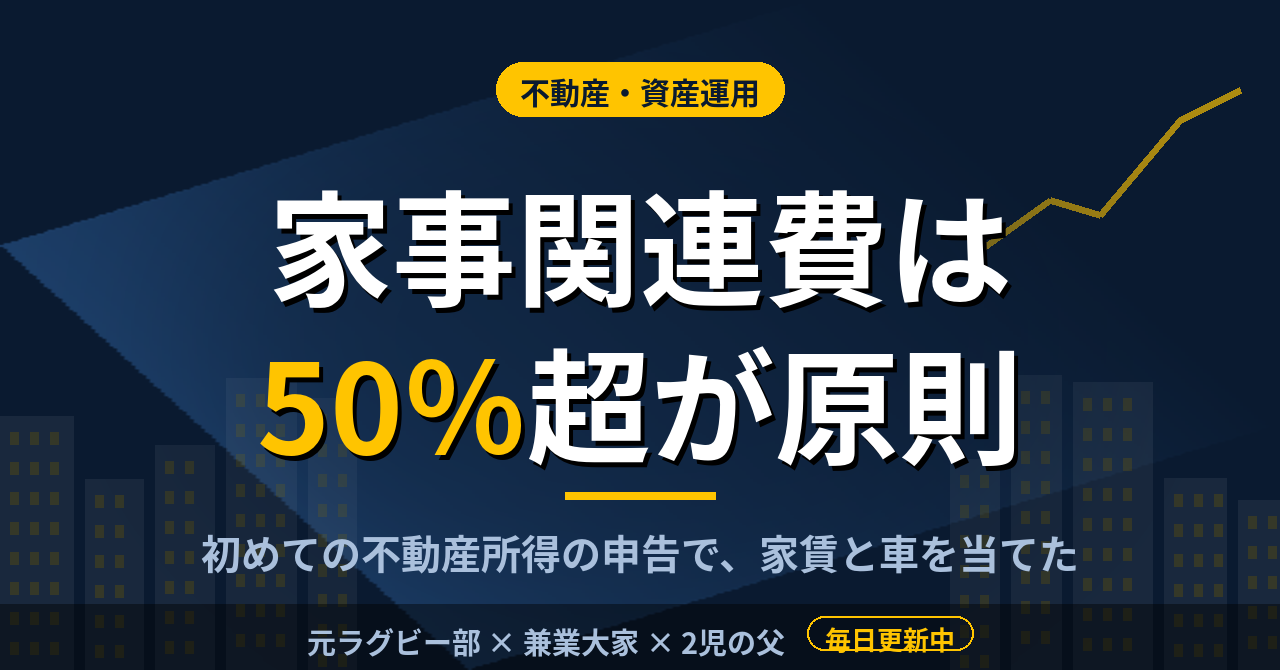 不動産・資産運用
家事関連費は
50%超が原則
初めての不動産所得の申告で、家賃と車を当てた
元ラグビー部 × 兼業大家 × 2児の父 毎日更新中